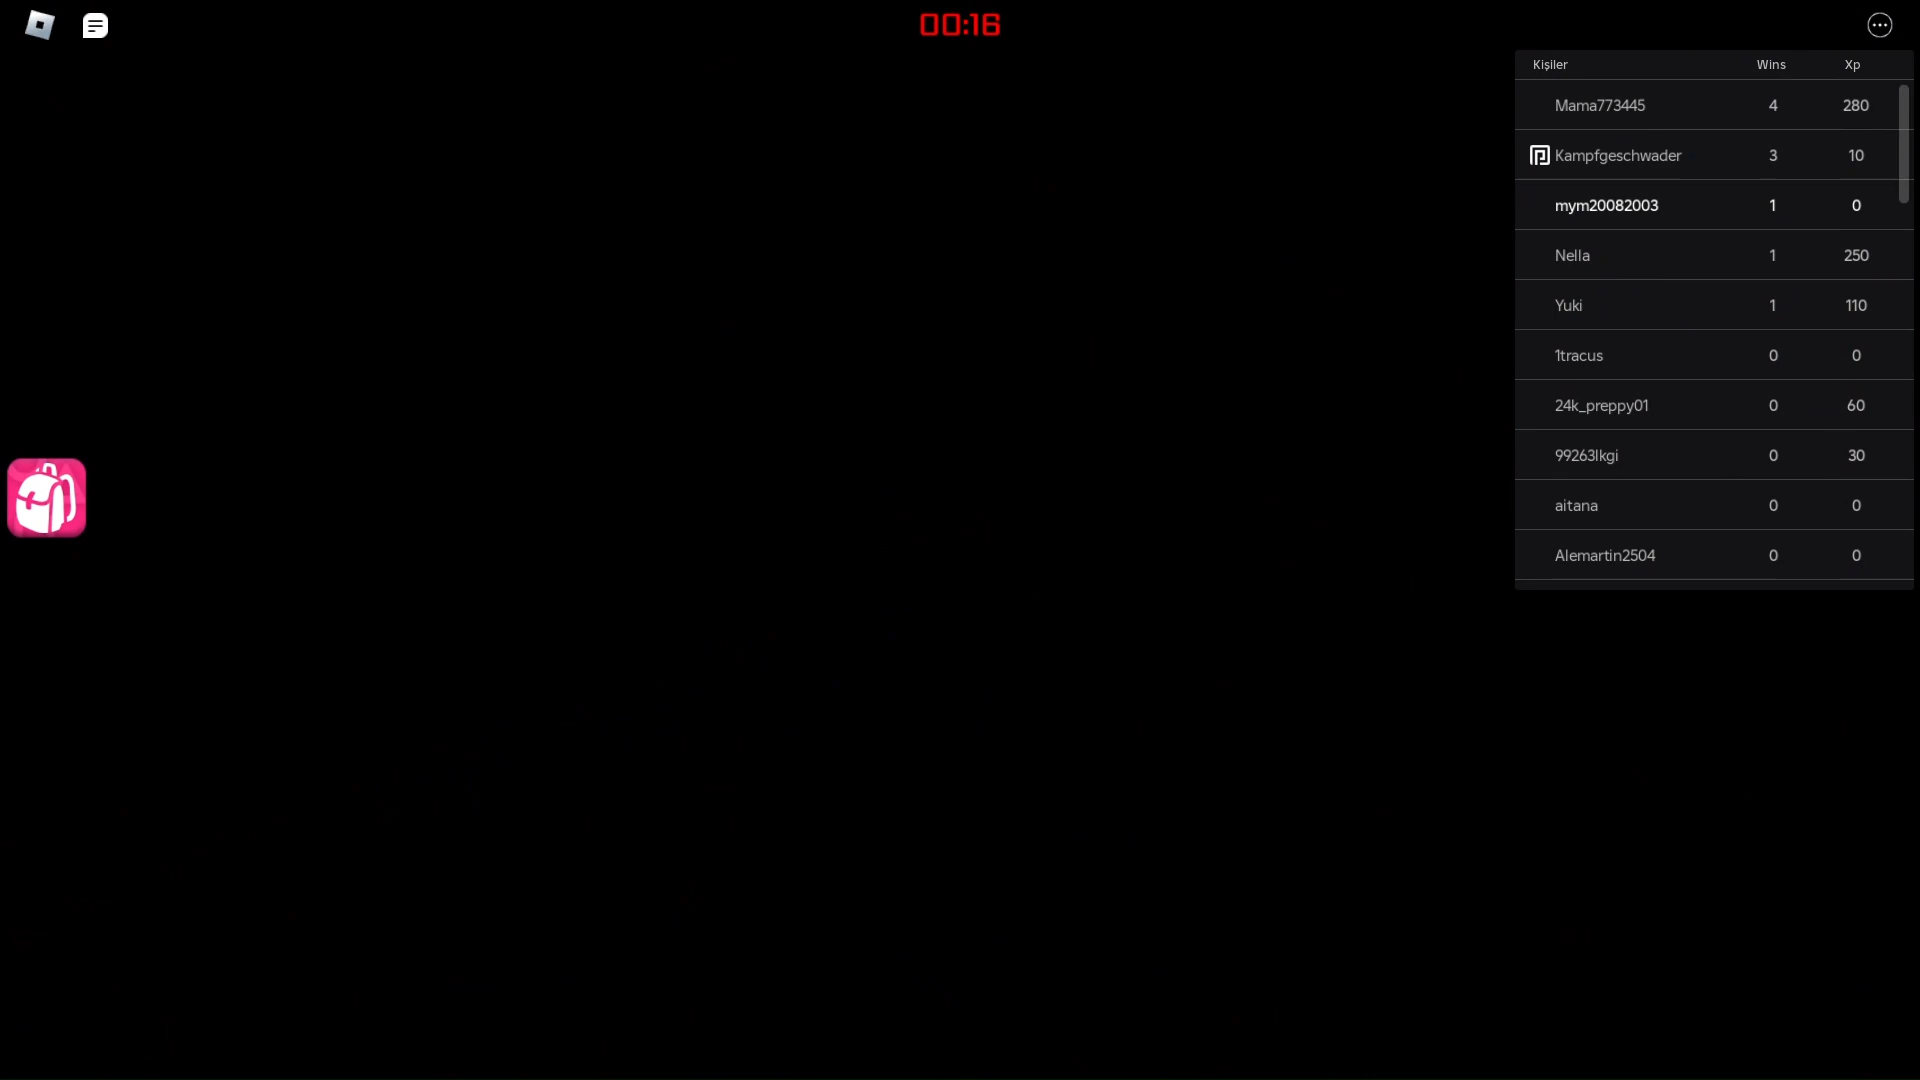 00:16
Kişiler Wins Xp
Mama773445 4 280
Kampfgeschwader 3 10
mym20082003 1 0
Nella 1 250
Yuki 1 110
1tracus 0 0
24k_preppy01 0 60
99263lkgi 0 30
aitana 0 0
Alemartin2504 0 0